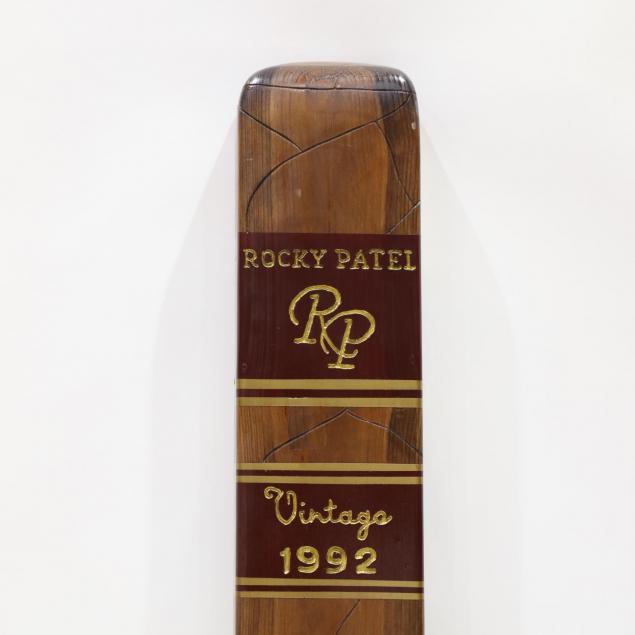 ROCKY PATEL
RP
Vintage
1992